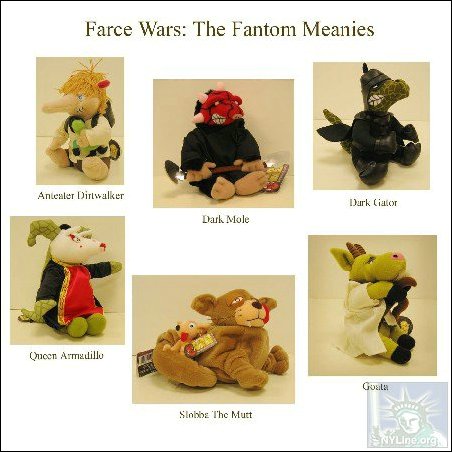 Farce Wars: The Fantom Meanies
Anteater Dirtwalker
Dark Mole
Dark Gator
Queen Armadillo
Slobba The Mutt
Goata
NYLine.org